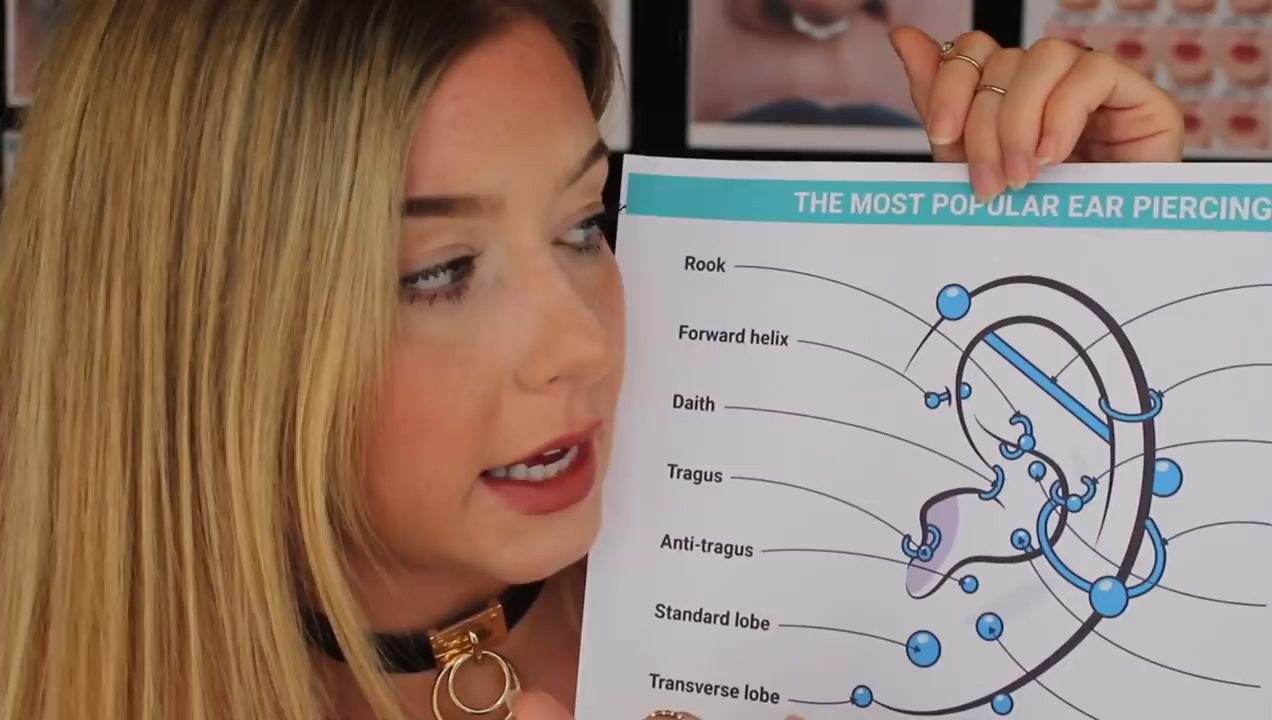 THE MOST POPULAR EAR PIERCING
Rook
Forward helix
Daith
Tragus
Anti-tragus
Standard lobe
Transverse lobe